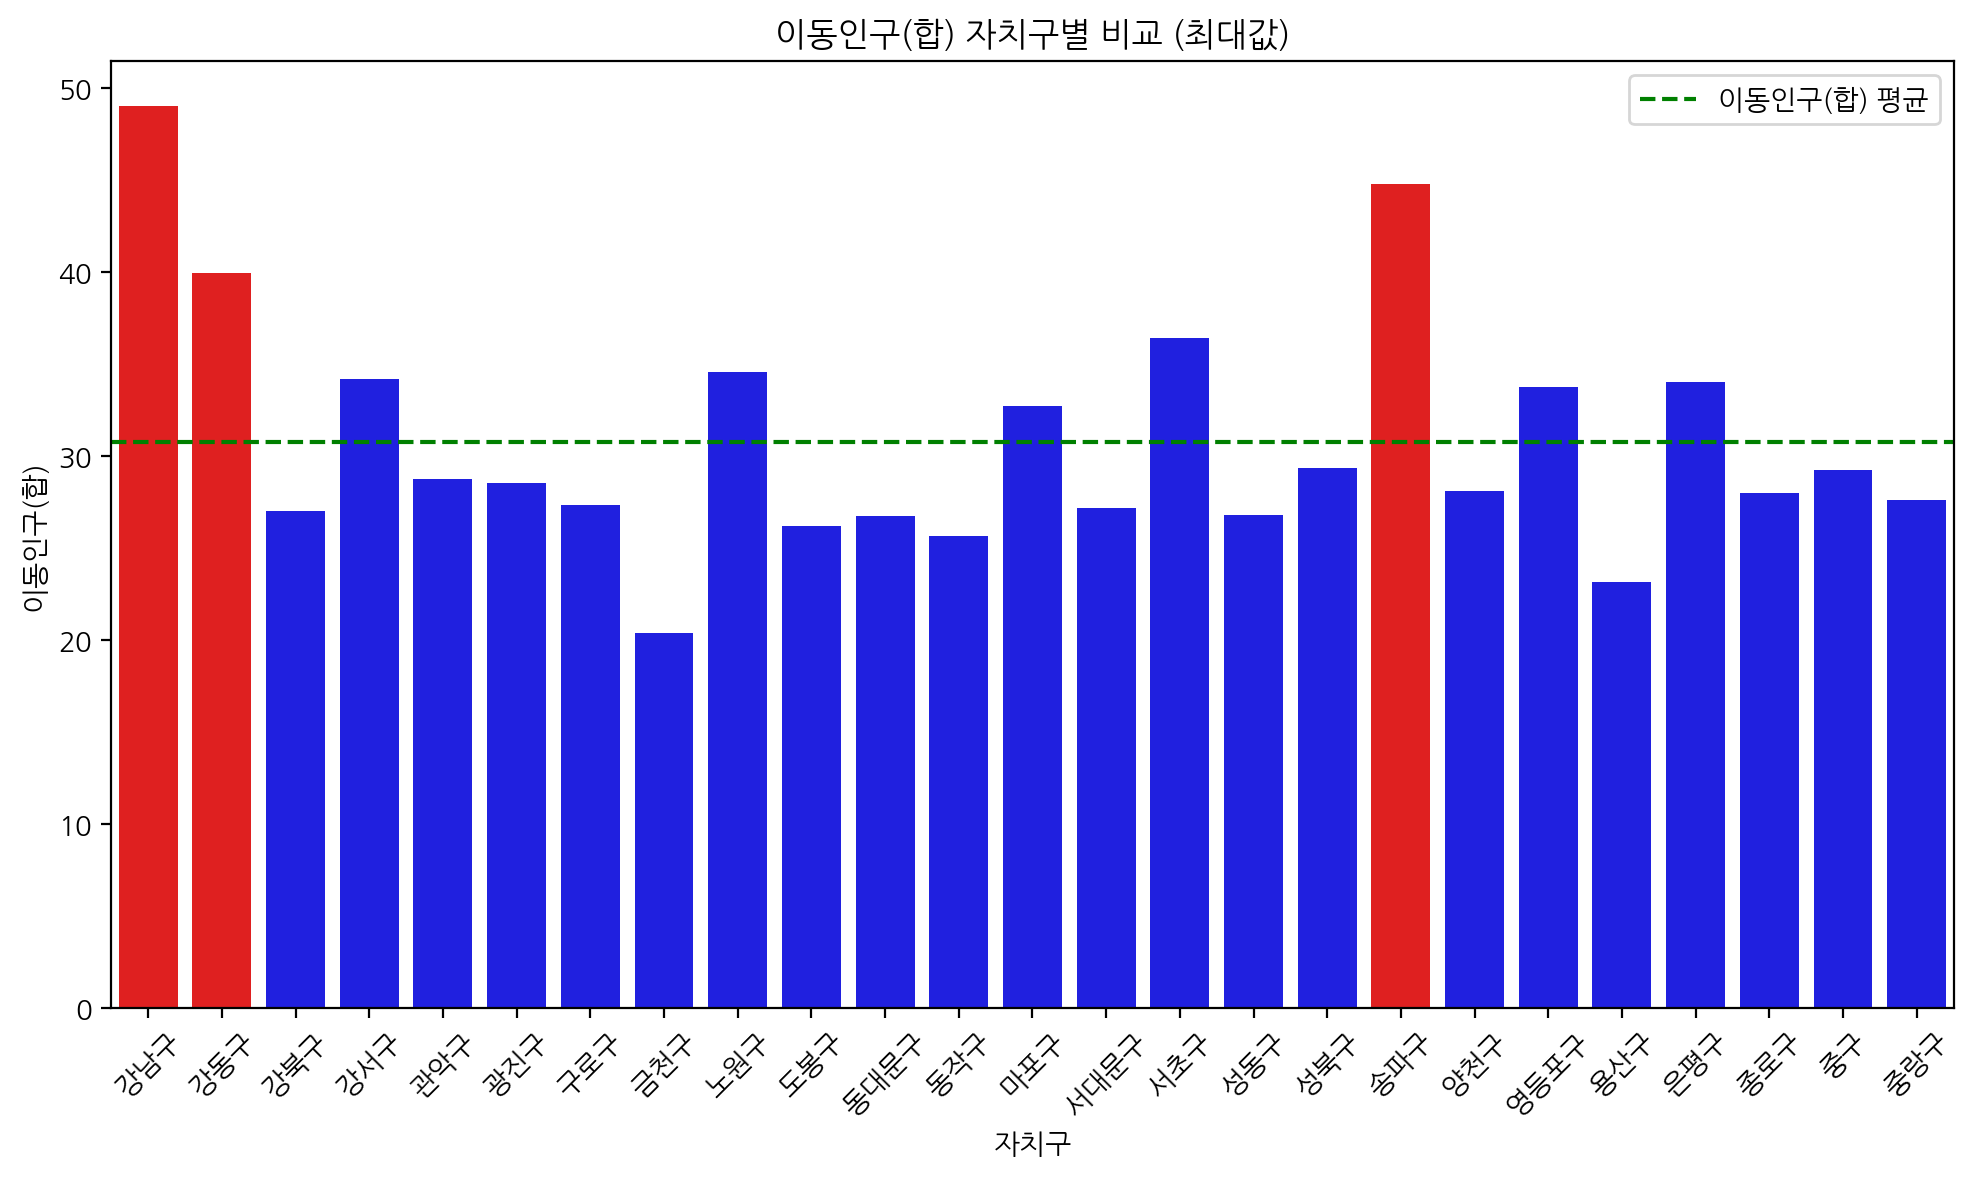 이동인구(합) 자치구별 비교 (최대값)
이동인구(합) 평균
이동인구(합)
50
40
30
20
10
0
강남구
강동구
강북구
강서구
관악구
광진구
구로구
금천구
노원구
도봉구
동대문구
동작구
마포구
서대문구
서초구
성동구
성북구
송파구
양천구
영등포구
용산구
은평구
종로구
중구
중랑구
자치구